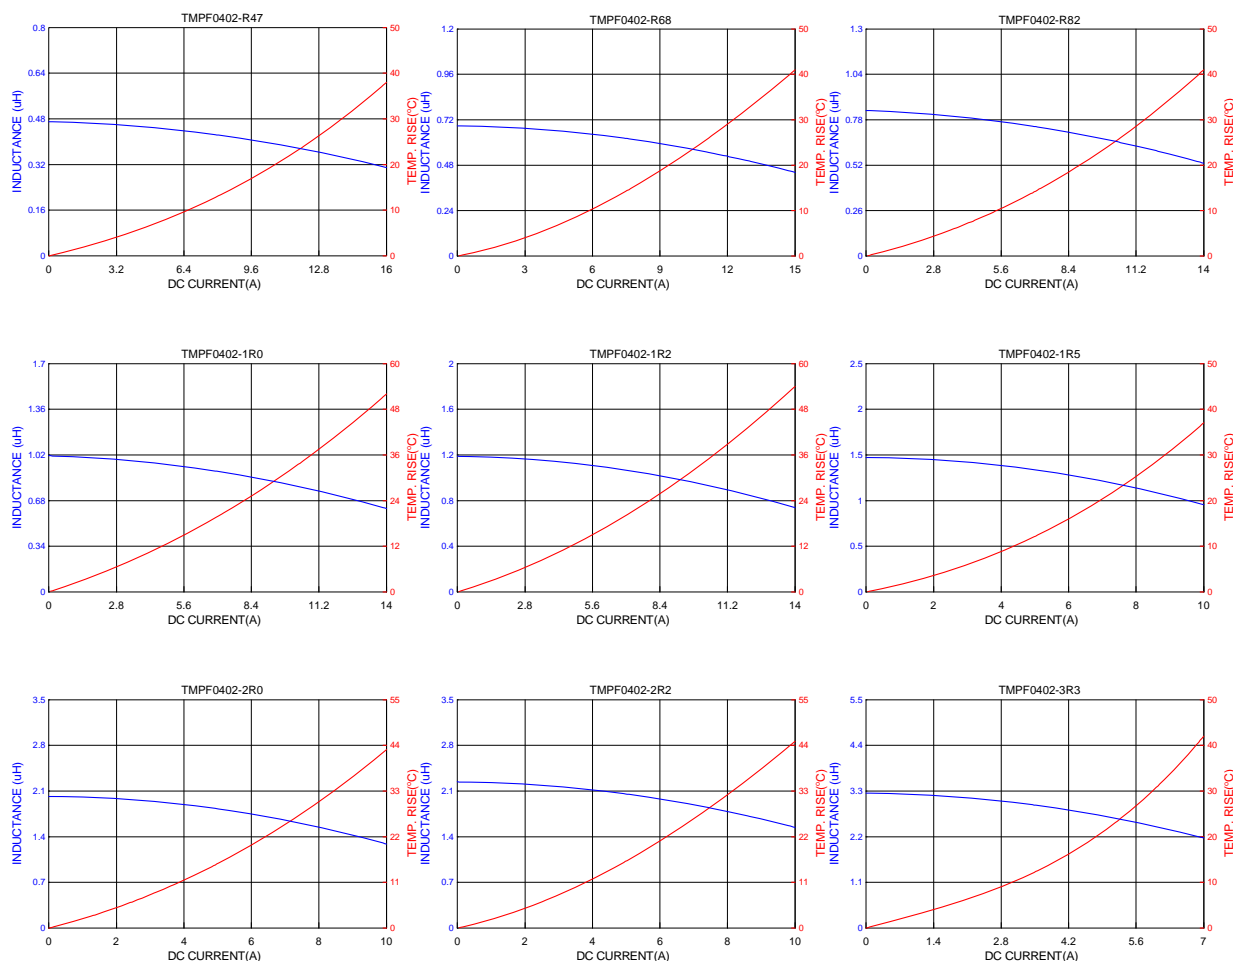 TMPF0402-R47
INDUCTANCE (uH)
0.8
0.64
0.48
0.32
0.16
0
50
40
30
20
10
0
TEMP. RISE(ºC)
0 3.2 6.4 9.6 12.8 16
DC CURRENT(A)
TMPF0402-R68
INDUCTANCE (uH)
1.2
0.96
0.72
0.48
0.24
0
50
40
30
20
10
0
TEMP. RISE(ºC)
0 3 6 9 12 15
DC CURRENT(A)
TMPF0402-R82
INDUCTANCE (uH)
1.3
1.04
0.78
0.52
0.26
0
50
40
30
20
10
0
TEMP. RISE(ºC)
0 2.8 5.6 8.4 11.2 14
DC CURRENT(A)
TMPF0402-1R0
INDUCTANCE (uH)
1.7
1.36
1.02
0.68
0.34
0
60
48
36
24
12
0
TEMP. RISE(ºC)
0 2.8 5.6 8.4 11.2 14
DC CURRENT(A)
TMPF0402-1R2
INDUCTANCE (uH)
2
1.6
1.2
0.8
0.4
0
60
48
36
24
12
0
TEMP. RISE(ºC)
0 2.8 5.6 8.4 11.2 14
DC CURRENT(A)
TMPF0402-1R5
INDUCTANCE (uH)
2.5
2
1.5
1
0.5
0
50
40
30
20
10
0
TEMP. RISE(ºC)
0 2 4 6 8 10
DC CURRENT(A)
TMPF0402-2R0
INDUCTANCE (uH)
3.5
2.8
2.1
1.4
0.7
0
55
44
33
22
11
0
TEMP. RISE(ºC)
0 2 4 6 8 10
DC CURRENT(A)
TMPF0402-2R2
INDUCTANCE (uH)
3.5
2.8
2.1
1.4
0.7
0
55
44
33
22
11
0
TEMP. RISE(ºC)
0 2 4 6 8 10
DC CURRENT(A)
TMPF0402-3R3
INDUCTANCE (uH)
5.5
4.4
3.3
2.2
1.1
0
50
40
30
20
10
0
TEMP. RISE(ºC)
0 1.4 2.8 4.2 5.6 7
DC CURRENT(A)